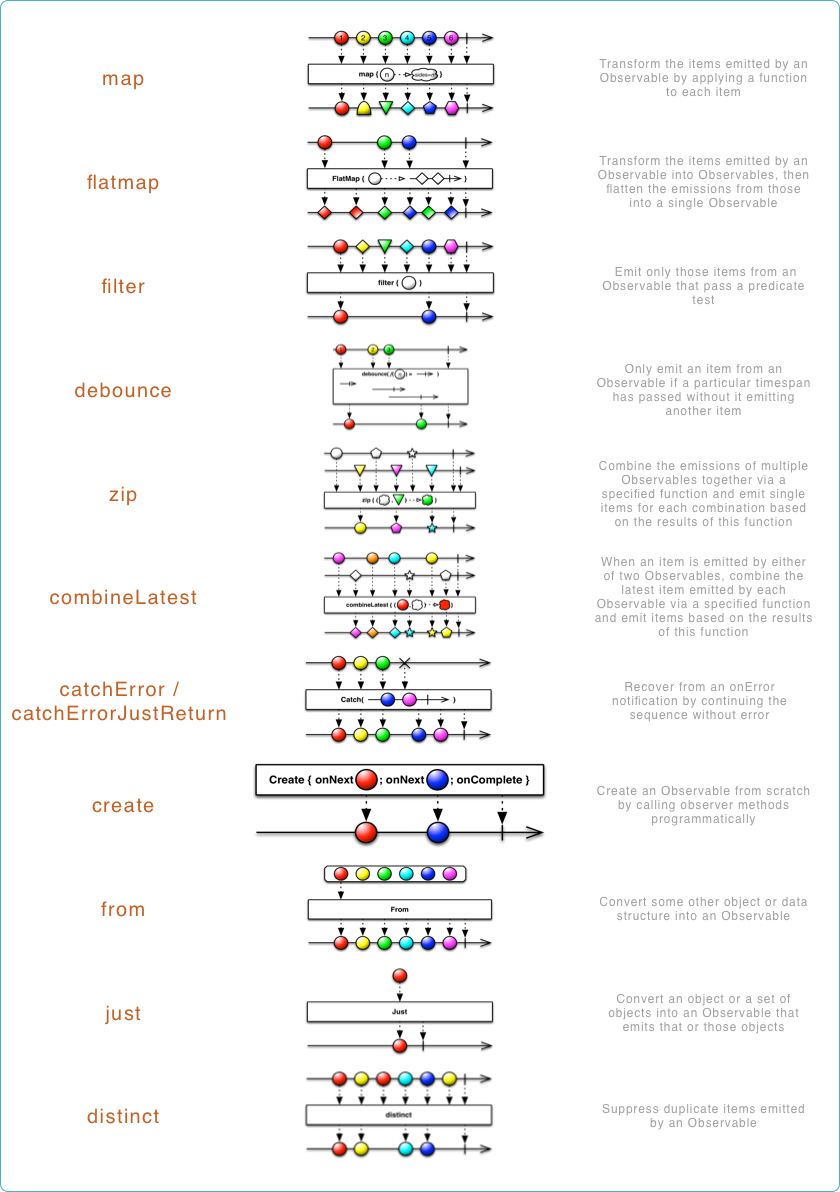 1 2 3 4 5 6
map
map { n }
Transform the items emitted by an
Observable by applying a function
to each item
flatmap
FlatMap { }
Transform the items emitted by an
Observable into Observables, then
flatten the emissions from those
into a single Observable
filter
filter { }
Emit only those items from an
Observable that pass a predicate
test
1 2 3
debounce
debounce( n = )
Only emit an item from an
Observable if a particular timespan
has passed without it emitting
another item
zip
zip { ( , ) }
Combine the emissions of multiple
Observables together via a
specified function and emit single
items for each combination based
on the results of this function
combineLatest
combineLatest { ( , ) }
When an item is emitted by either
of two Observables, combine the
latest item emitted by each
Observable via a specified function
and emit items based on the results
of this function
catchError /
catchErrorJustReturn
Catch( )
Recover from an onError
notification by continuing the
sequence without error
create
Create { onNext ; onNext ; onComplete }
Create an Observable from scratch
by calling observer methods
programmatically
from
From
Convert some other object or data
structure into an Observable
just
Just
Convert an object or a set of
objects into an Observable that
emits that or those objects
distinct
distinct
Suppress duplicate items emitted
by an Observable